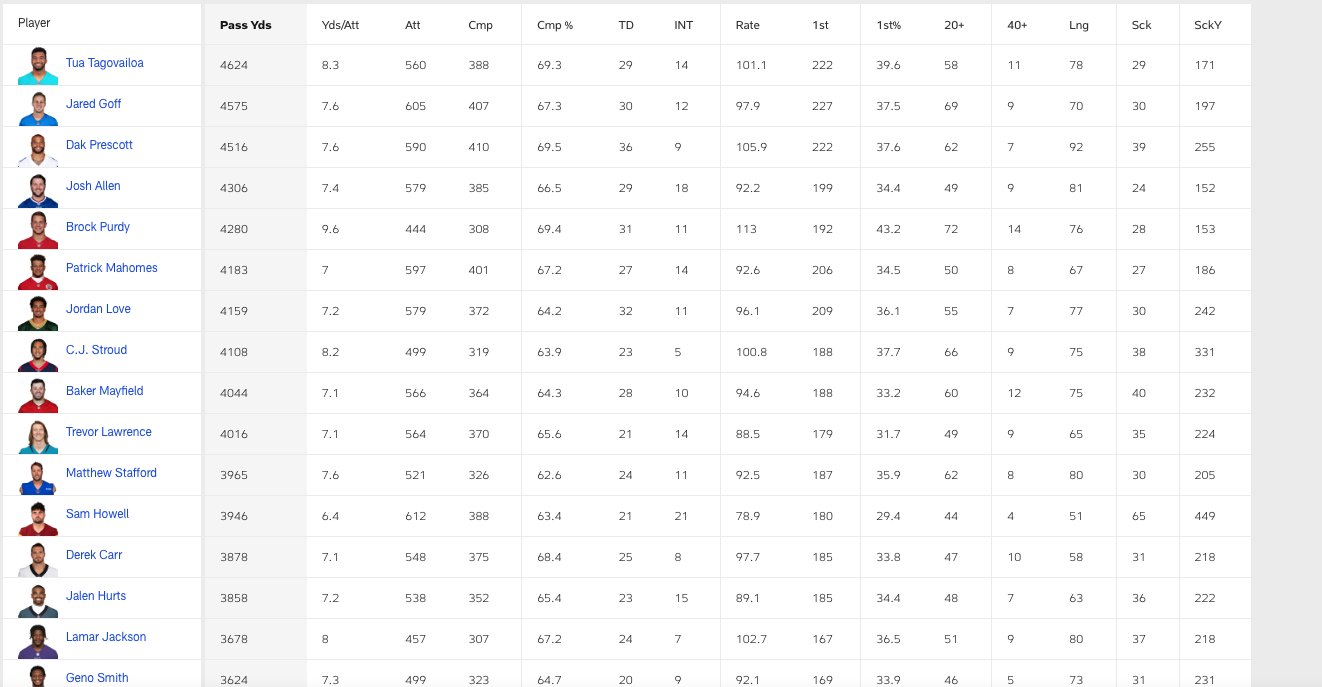 Player Pass Yds Yds/Att Att Cmp Cmp % TD INT Rate 1st 1st% 20+ 40+ Lng Sck SckY
Tua Tagovailoa 4624 8.3 560 388 69.3 29 14 101.1 222 39.6 58 11 78 29 171
Jared Goff 4575 7.6 605 407 67.3 30 12 97.9 227 37.5 69 9 70 30 197
Dak Prescott 4516 7.6 590 410 69.5 36 9 105.9 222 37.6 62 7 92 39 255
Josh Allen 4306 7.4 579 385 66.5 29 18 92.2 199 34.4 49 9 81 24 152
Brock Purdy 4280 9.6 444 308 69.4 31 11 113 192 43.2 72 14 76 28 153
Patrick Mahomes 4183 7 597 401 67.2 27 14 92.6 206 34.5 50 8 67 27 186
Jordan Love 4159 7.2 579 372 64.2 32 11 96.1 209 36.1 55 7 77 30 242
C.J. Stroud 4108 8.2 499 319 63.9 23 5 100.8 188 37.7 66 9 75 38 331
Baker Mayfield 4044 7.1 566 364 64.3 28 10 94.6 188 33.2 60 12 75 40 232
Trevor Lawrence 4016 7.1 564 370 65.6 21 14 88.5 179 31.7 49 9 65 35 224
Matthew Stafford 3965 7.6 521 326 62.6 24 11 92.5 187 35.9 62 8 80 30 205
Sam Howell 3946 6.4 612 388 63.4 21 21 78.9 180 29.4 44 4 51 65 449
Derek Carr 3878 7.1 548 375 68.4 25 8 97.7 185 33.8 47 10 58 31 218
Jalen Hurts 3858 7.2 538 352 65.4 23 15 89.1 185 34.4 48 7 63 36 222
Lamar Jackson 3678 8 457 307 67.2 24 7 102.7 167 36.5 51 9 80 37 218
Geno Smith 3624 7.3 499 323 64.7 20 9 92.1 169 33.9 46 5 73 31 231